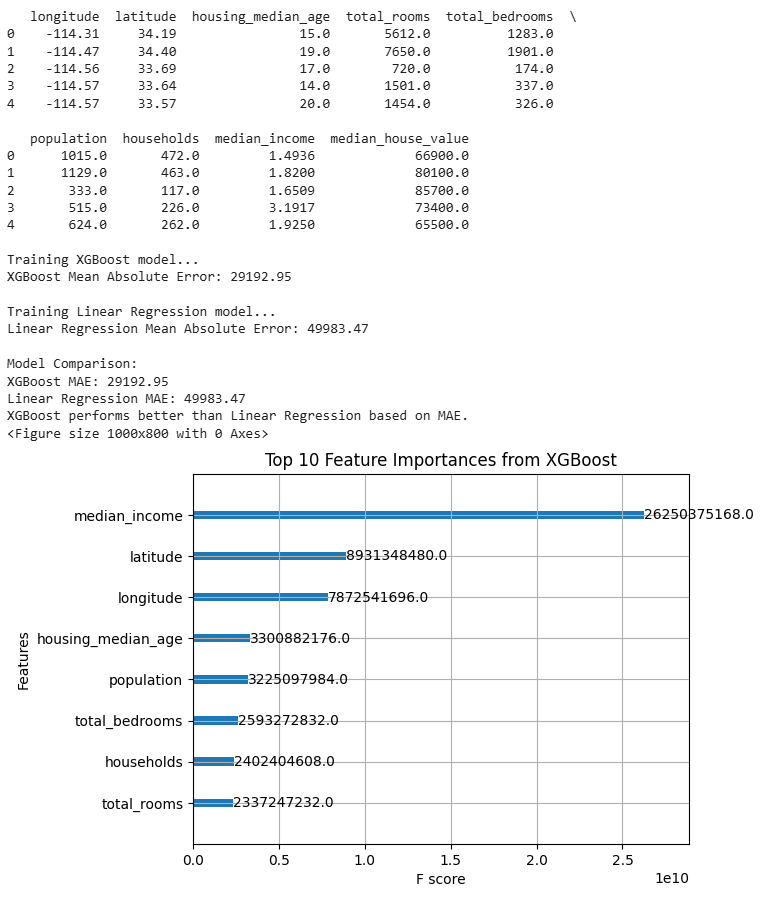 longitude  latitude  housing_median_age  total_rooms  total_bedrooms  \
0    -114.31     34.19                15.0       5612.0          1283.0
1    -114.47     34.40                19.0       7650.0          1901.0
2    -114.56     33.69                17.0        720.0           174.0
3    -114.57     33.64                14.0       1501.0           337.0
4    -114.57     33.57                20.0       1454.0           326.0
   population  households  median_income  median_house_value
0      1015.0       472.0         1.4936             66900.0
1      1129.0       463.0         1.8200             80100.0
2       333.0       117.0         1.6509             85700.0
3       515.0       226.0         3.1917             73400.0
4       624.0       262.0         1.9250             65500.0
Training XGBoost model...
XGBoost Mean Absolute Error: 29192.95
Training Linear Regression model...
Linear Regression Mean Absolute Error: 49983.47
Model Comparison:
XGBoost MAE: 29192.95
Linear Regression MAE: 49983.47
XGBoost performs better than Linear Regression based on MAE.
<Figure size 1000x800 with 0 Axes>
Top 10 Feature Importances from XGBoost
median_income 26250375168.0
latitude 8931348480.0
longitude 7872541696.0
housing_median_age 3300882176.0
population 3225097984.0
total_bedrooms 2593272832.0
households 2402404608.0
total_rooms 2337247232.0
Features
0.0 0.5 1.0 1.5 2.0 2.5
F score
1e10